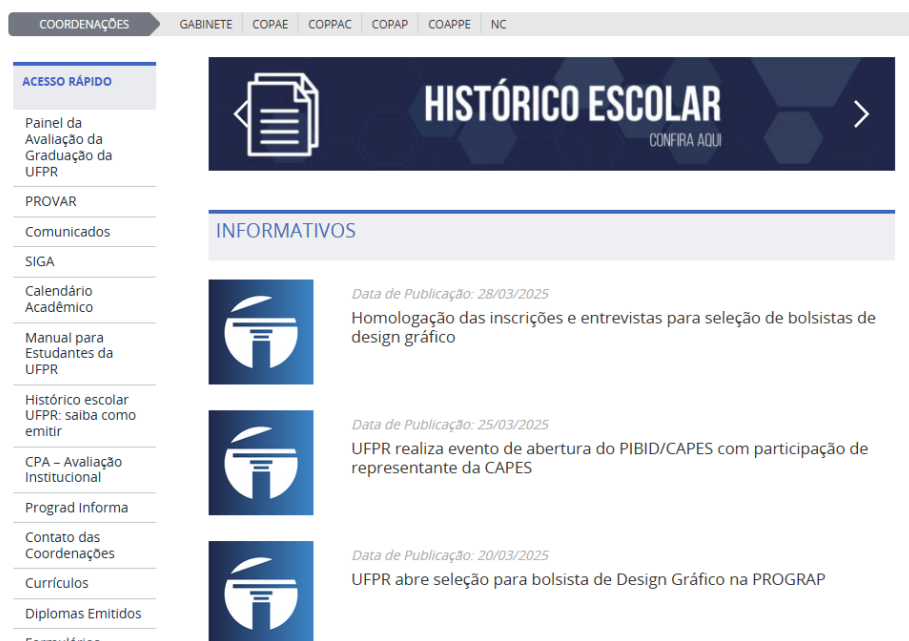 COORDENAÇÕES GABINETE COPAE COPPAC COPAP COAPPE NC
ACESSO RÁPIDO
Painel da
Avaliação da
Graduação da
UFPR
PROVAR
Comunicados
SIGA
Calendário
Acadêmico
Manual para
Estudantes da
UFPR
Histórico escolar
UFPR: saiba como
emitir
CPA – Avaliação
Institucional
Prograd Informa
Contato das
Coordenações
Currículos
Diplomas Emitidos
Formulários
HISTÓRICO ESCOLAR
CONFIRA AQUI
INFORMATIVOS
Data de Publicação: 28/03/2025
Homologação das inscrições e entrevistas para seleção de bolsistas de
design gráfico
Data de Publicação: 25/03/2025
UFPR realiza evento de abertura do PIBID/CAPES com participação de
representante da CAPES
Data de Publicação: 20/03/2025
UFPR abre seleção para bolsista de Design Gráfico na PROGRAP